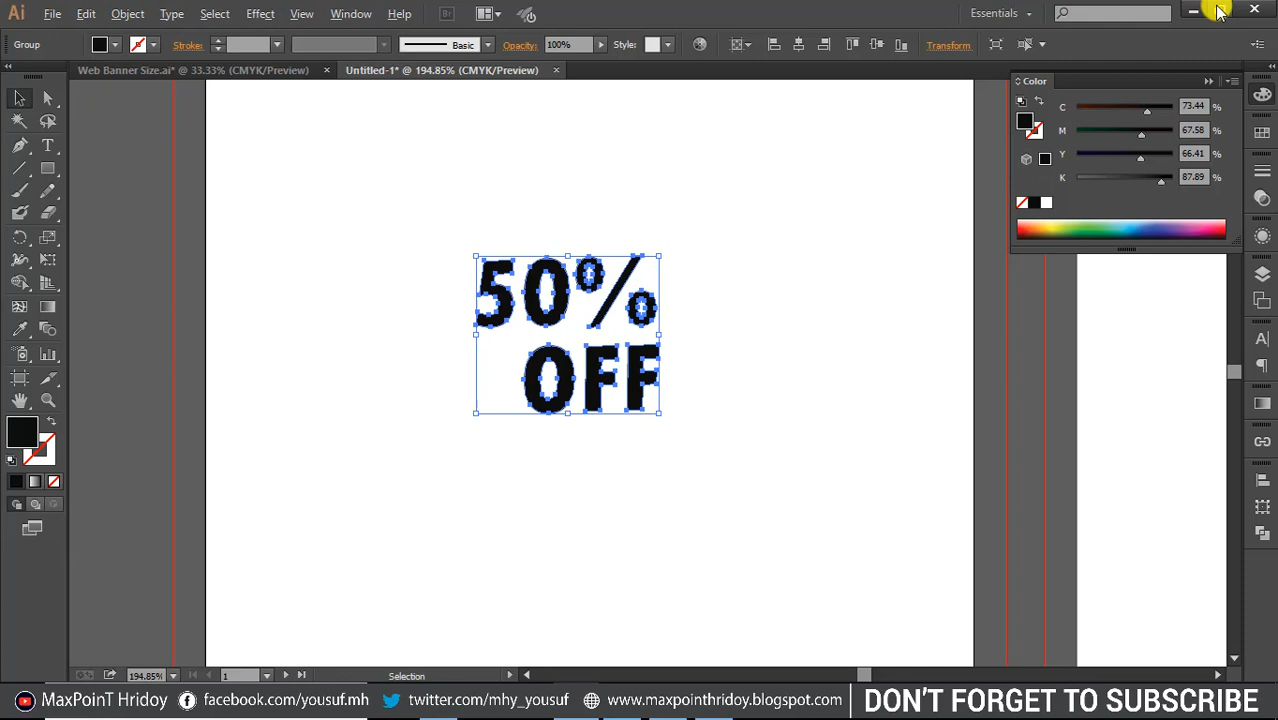 Ai File Edit Object Type Select Effect View Window Help Br Essentials
Group Stroke: Basic Opacity: 100% Style: Transform
Web Banner Size.ai* @ 33.33% (CMYK/Preview) × Untitled-1* @ 194.85% (CMYK/Preview) ×
Color
C 73.44 %
M 67.58 %
Y 66.41 %
K 87.89 %
50%
OFF
194.85% 1 Selection
MaxPoinT Hridoy facebook.com/yousuf.mh twitter.com/mhy_yousuf www.maxpointhridoy.blogspot.com DON'T FORGET TO SUBSCRIBE